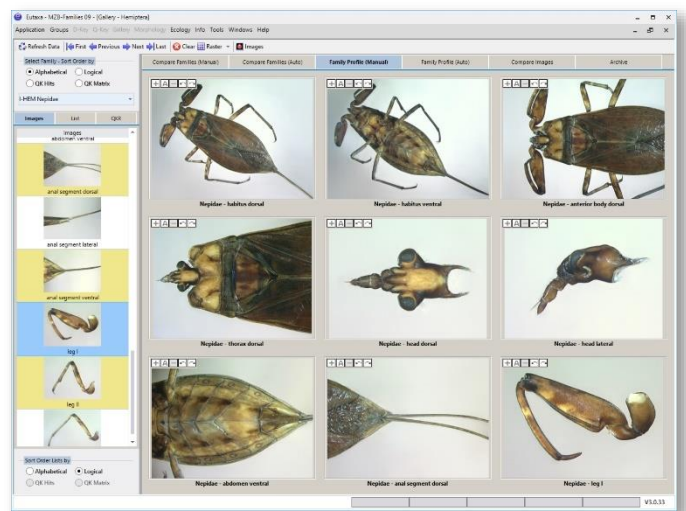 Eutaxa - MZB-Families 09 - [Gallery - Hemiptera]
Application Groups D-Key Q-Key Gallery Morphology Ecology Info Tools Windows Help
Refresh Data First Previous Next Last Clear Raster Images
Select Family - Sort Order by
Alphabetical Logical
QK Hits QK Matrix
I-HEM Nepidae
Images List QKR
Compare Families (Manual) Compare Families (Auto) Family Profile (Manual) Family Profile (Auto) Compare Images Archive
Images
abdomen ventral
anal segment dorsal
anal segment lateral
anal segment ventral
leg I
leg II
Nepidae - habitus dorsal Nepidae - habitus ventral Nepidae - anterior body dorsal
Nepidae - thorax dorsal Nepidae - head dorsal Nepidae - head lateral
Nepidae - abdomen ventral Nepidae - anal segment dorsal Nepidae - leg I
Sort Order Lists by
Alphabetical Logical
QK Hits QK Matrix
V3.0.33